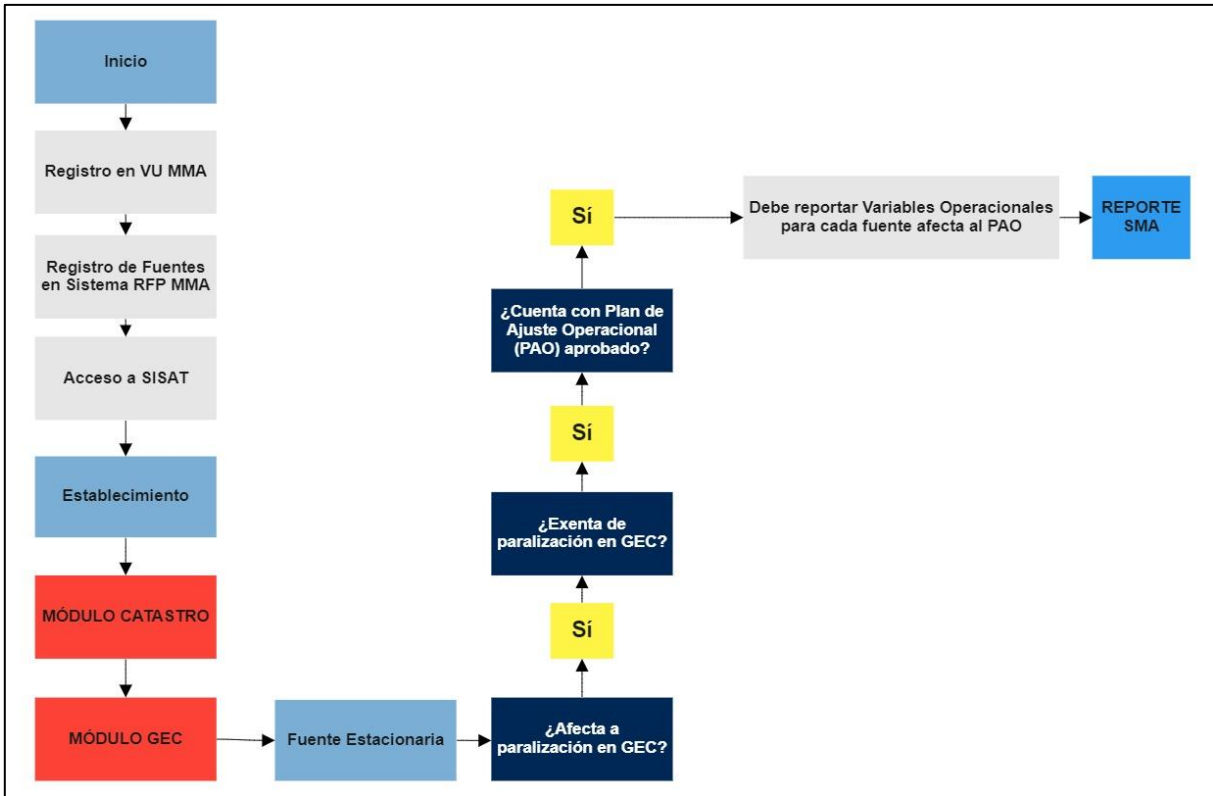 Inicio
Registro en VU MMA
Registro de Fuentes
en Sistema RFP MMA
Acceso a SISAT
Establecimiento
MÓDULO CATASTRO
MÓDULO GEC
Fuente Estacionaria
¿Afecta a
paralización en GEC?
Sí
¿Exenta de
paralización en GEC?
Sí
¿Cuenta con Plan de
Ajuste Operacional
(PAO) aprobado?
Sí
Debe reportar Variables Operacionales
para cada fuente afecta al PAO
REPORTE
SMA